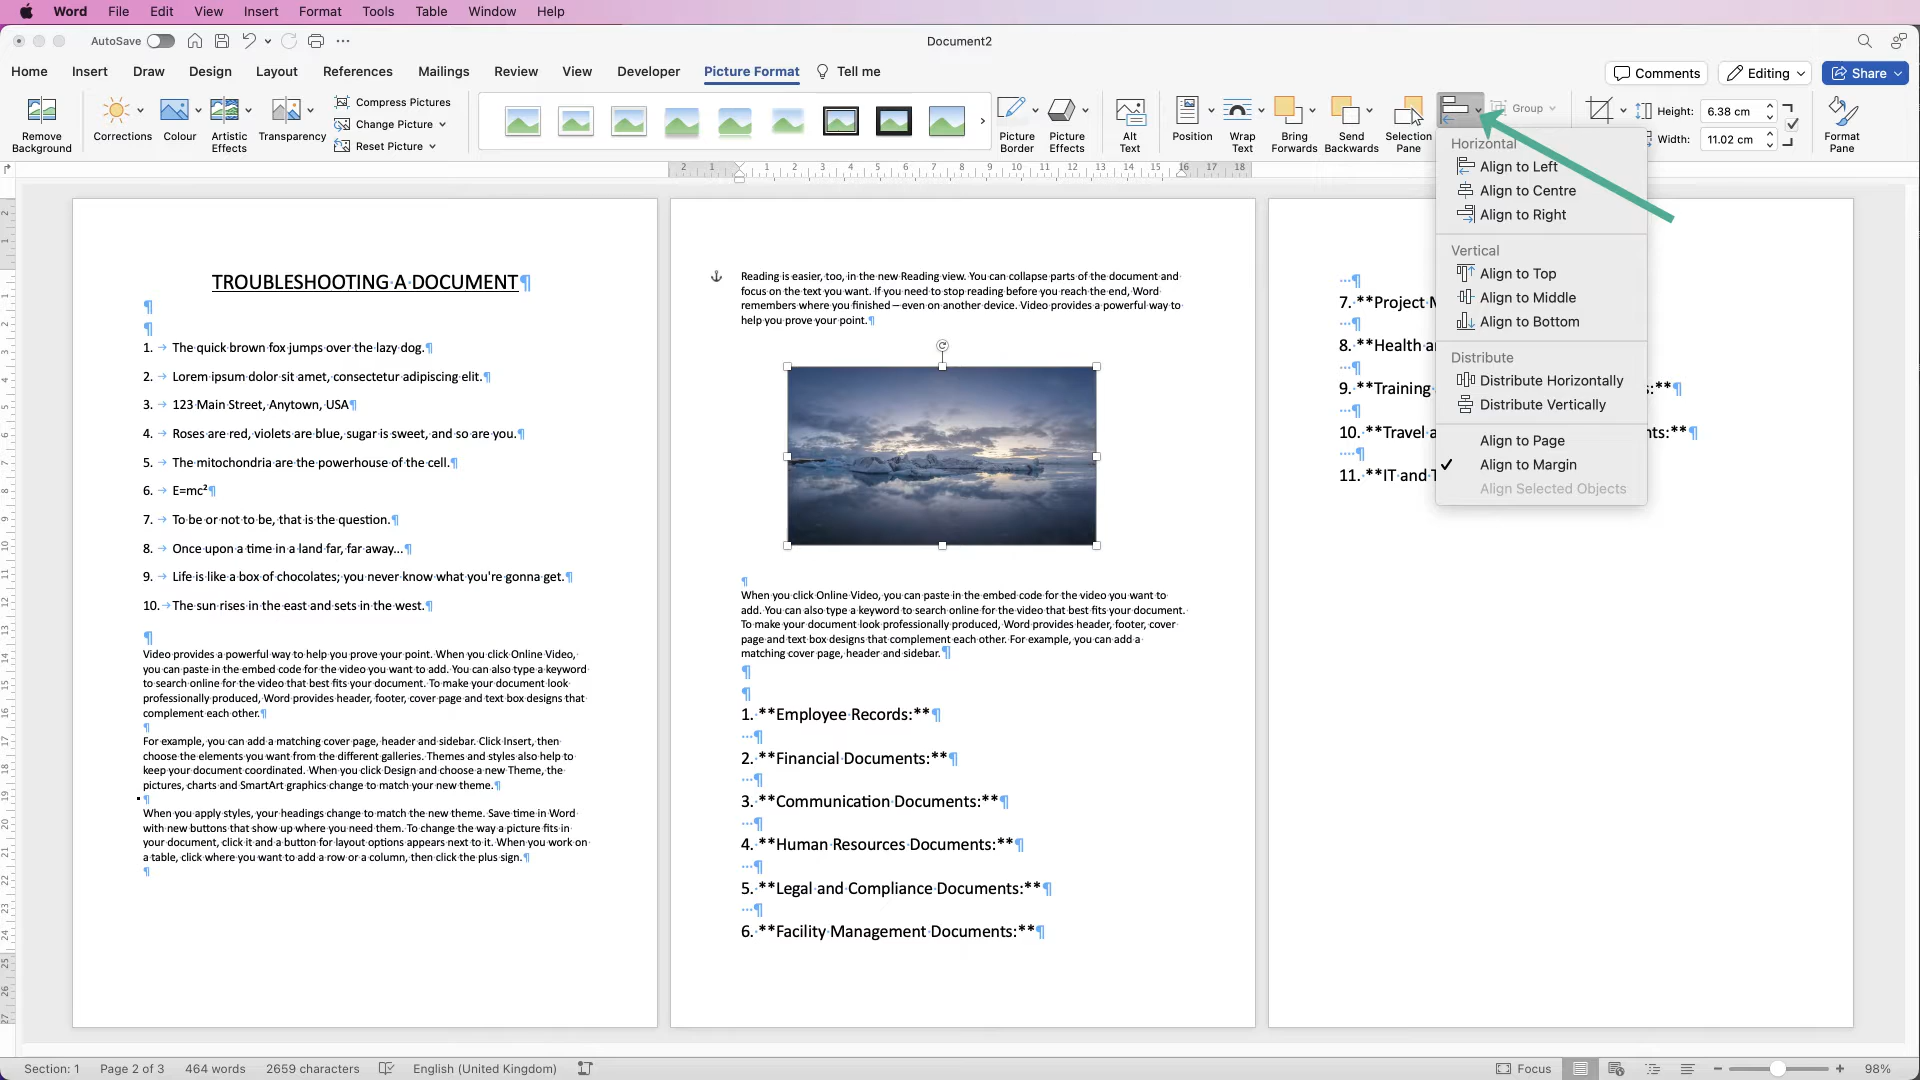 Word File Edit View Insert Format Tools Table Window Help
AutoSave
Document2
Home Insert Draw Design Layout References Mailings Review View Developer Picture Format Tell me
Comments Editing Share
Remove Background
Corrections
Colour
Artistic Effects
Transparency
Compress Pictures
Change Picture
Reset Picture
Picture Border
Picture Effects
Alt Text
Position
Wrap Text
Bring Forwards
Send Backwards
Selection Pane
Group
Height: 6.38 cm
Width: 11.02 cm
Format Pane
Horizontal
Align to Left
Align to Centre
Align to Right
Vertical
Align to Top
Align to Middle
Align to Bottom
Distribute
Distribute Horizontally
Distribute Vertically
Align to Page
Align to Margin
Align Selected Objects
2 1 1 2 3 4 5 6 7 8 9 10 11 12 13 14 15 16 17 18
TROUBLESHOOTING A DOCUMENT¶
¶
¶
1. → The quick brown fox jumps over the lazy dog.¶
2. → Lorem ipsum dolor sit amet, consectetur adipiscing elit.¶
3. → 123 Main Street, Anytown, USA¶
4. → Roses are red, violets are blue, sugar is sweet, and so are you.¶
5. → The mitochondria are the powerhouse of the cell.¶
6. → E=mc²¶
7. → To be or not to be, that is the question.¶
8. → Once upon a time in a land far, far away...¶
9. → Life is like a box of chocolates; you never know what you're gonna get.¶
10. → The sun rises in the east and sets in the west.¶
¶
Video provides a powerful way to help you prove your point. When you click Online Video,
you can paste in the embed code for the video you want to add. You can also type a keyword
to search online for the video that best fits your document. To make your document look
professionally produced, Word provides header, footer, cover page and text box designs that
complement each other.¶
¶
For example, you can add a matching cover page, header and sidebar. Click Insert, then
choose the elements you want from the different galleries. Themes and styles also help to
keep your document coordinated. When you click Design and choose a new Theme, the
pictures, charts and SmartArt graphics change to match your new theme.¶
¶
When you apply styles, your headings change to match the new theme. Save time in Word
with new buttons that show up where you need them. To change the way a picture fits in
your document, click it and a button for layout options appears next to it. When you work on
a table, click where you want to add a row or a column, then click the plus sign.¶
¶
Reading is easier, too, in the new Reading view. You can collapse parts of the document and
focus on the text you want. If you need to stop reading before you reach the end, Word
remembers where you finished – even on another device. Video provides a powerful way to
help you prove your point.¶
¶
When you click Online Video, you can paste in the embed code for the video you want to
add. You can also type a keyword to search online for the video that best fits your document.
To make your document look professionally produced, Word provides header, footer, cover
page and text box designs that complement each other. For example, you can add a
matching cover page, header and sidebar.¶
¶
¶
1. **Employee Records:**¶
···¶
2. **Financial Documents:**¶
···¶
3. **Communication Documents:**¶
···¶
4. **Human Resources Documents:**¶
···¶
5. **Legal and Compliance Documents:**¶
···¶
6. **Facility Management Documents:**¶
···¶
7. **Project
···¶
8. **Health
···¶
9. **Training :**¶
···¶
10. **Travel nts:**¶
····¶
11. **IT and
Section: 1 Page 2 of 3 464 words 2659 characters English (United Kingdom) Focus 98%